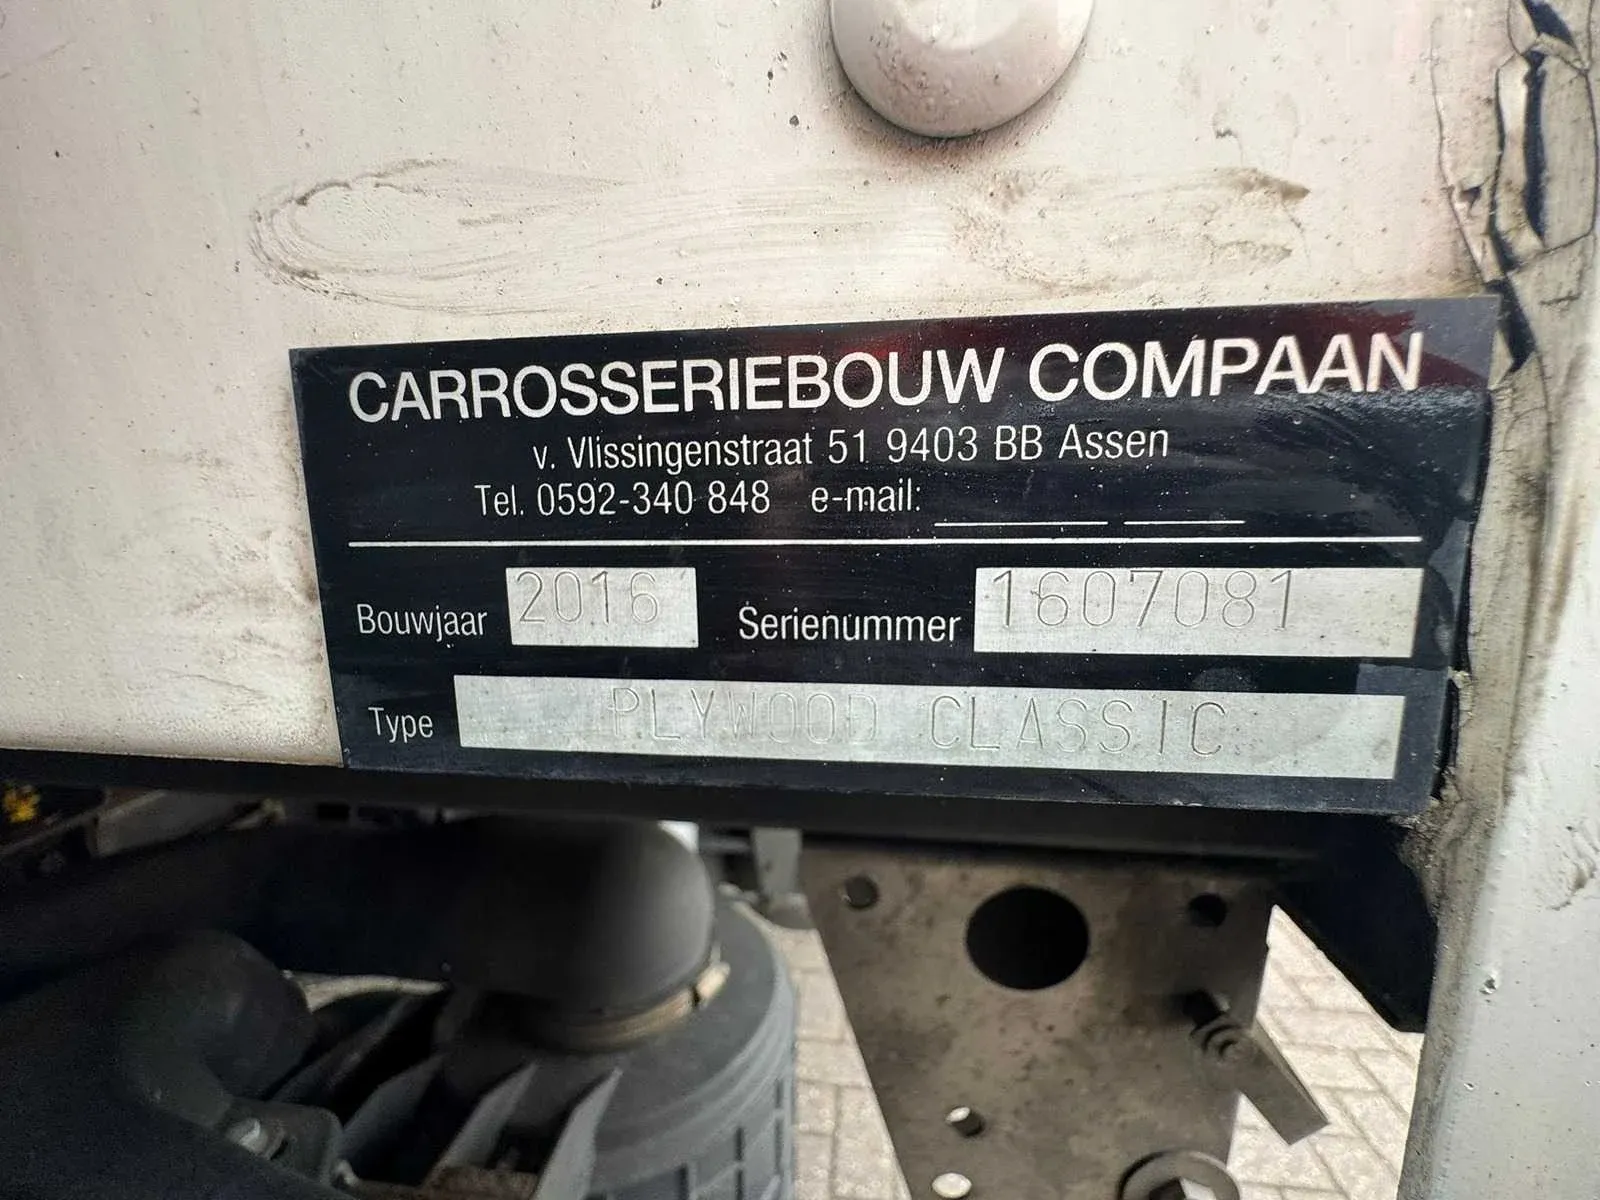 CARROSSERIEBOUW COMPAAN
v. Vlissingenstraat 51 9403 BB Assen
Tel. 0592-340 848 e-mail:
Bouwjaar 2016 Serienummer 1607081
Type PLYWOOD CLASSIC